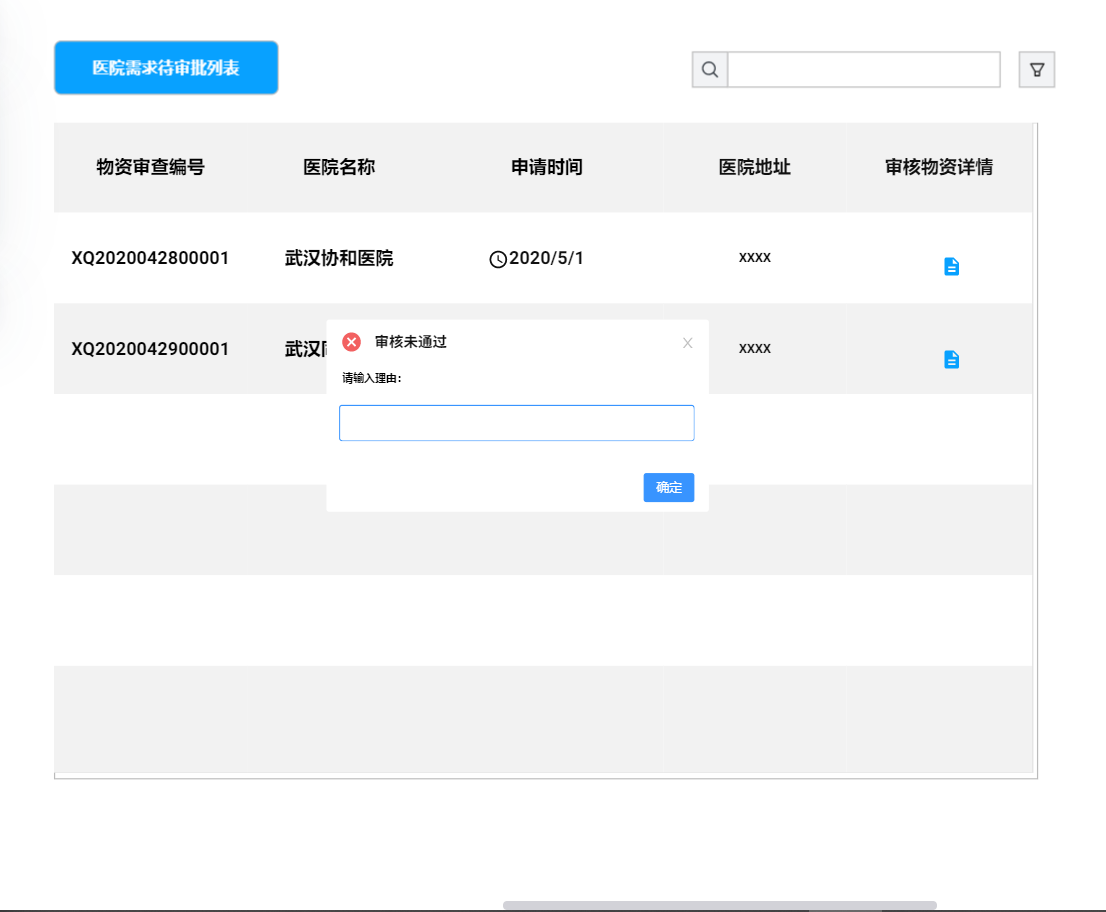 医院需求待审批列表
物资审查编号 医院名称 申请时间 医院地址 审核物资详情
XQ2020042800001 武汉协和医院 2020/5/1 xxxx
XQ2020042900001 武汉 xxxx
审核未通过
请输入理由：
确定